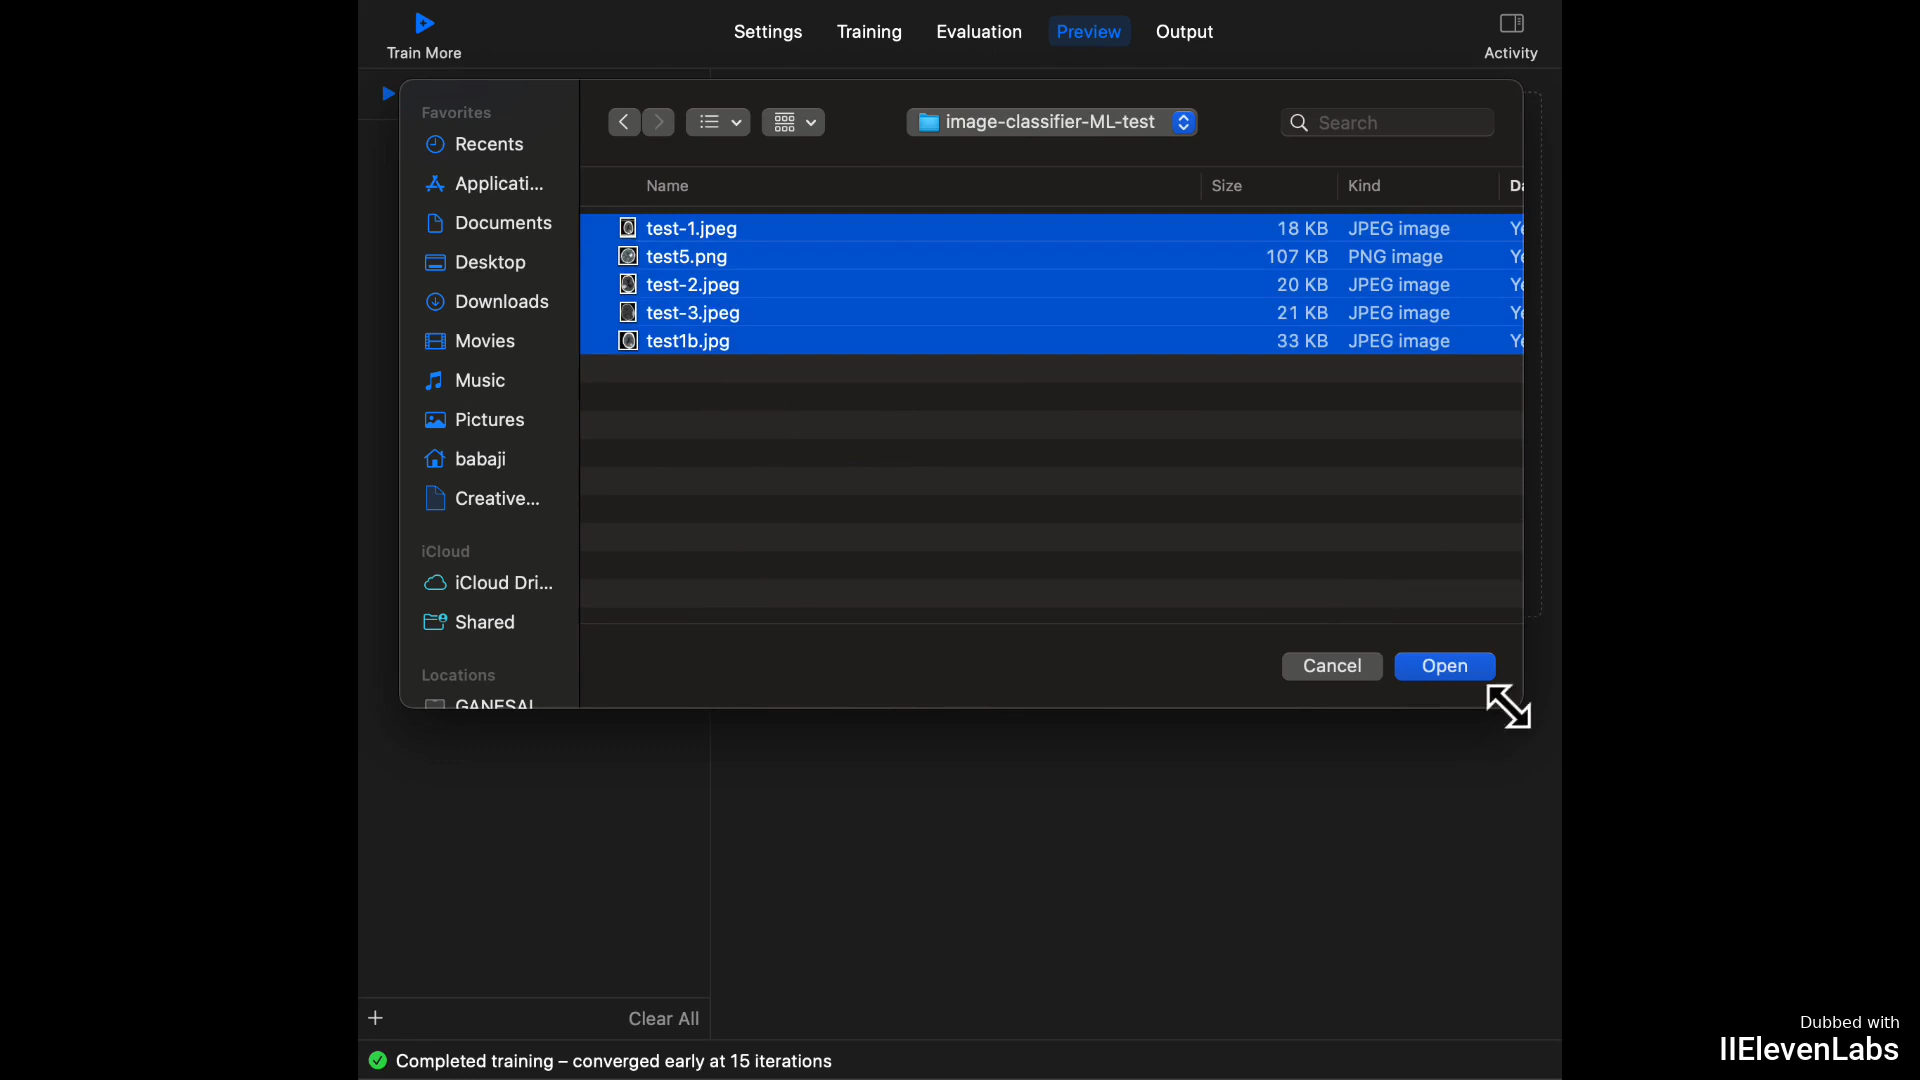 Train More
Settings
Training
Evaluation
Preview
Output
Activity
Favorites
Recents
Applicati...
Documents
Desktop
Downloads
Movies
Music
Pictures
babaji
Creative...
iCloud
iCloud Dri...
Shared
Locations
image-classifier-ML-test
Search
Name Size Kind
test-1.jpeg 18 KB JPEG image
test5.png 107 KB PNG image
test-2.jpeg 20 KB JPEG image
test-3.jpeg 21 KB JPEG image
test1b.jpg 33 KB JPEG image
Cancel
Open
Clear All
Completed training – converged early at 15 iterations
Dubbed with
IIElevenLabs